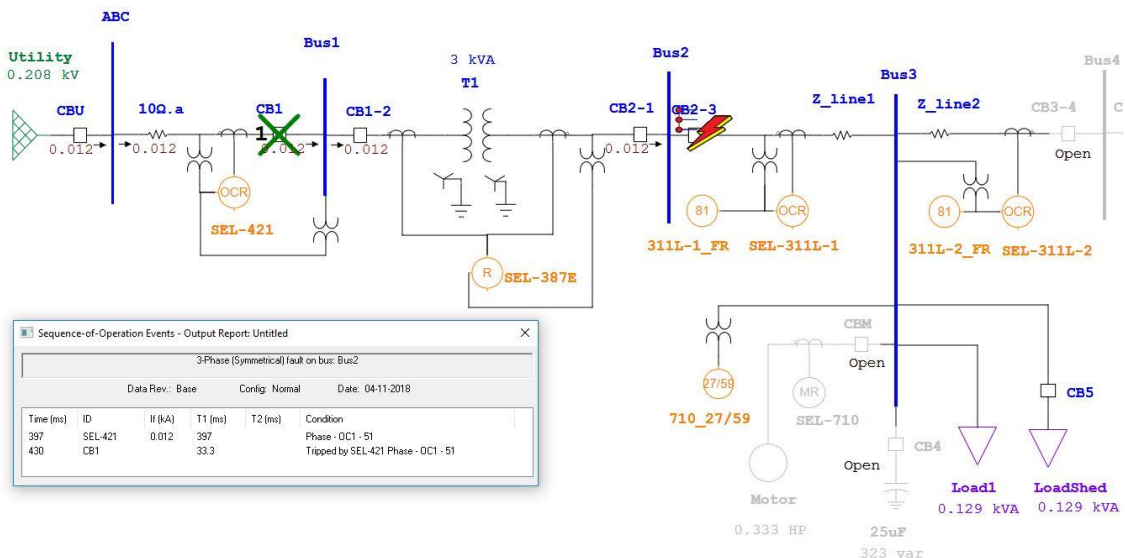 ABC
Utility
0.208 kV
CBU
10Ω.a
CB1
1
Bus1
CB1-2
3 kVA
T1
CB2-1
Bus2
CB2-3
Z_line1
Bus3
Z_line2
CB3-4
Bus4
C
0.012
0.012
0.012
0.012
0.012
Open
OCR
SEL-421
R
SEL-387E
81
OCR
311L-1_FR
SEL-311L-1
81
OCR
311L-2_FR
SEL-311L-2
CBM
Open
27/59
710_27/59
MR
SEL-710
CB5
Motor
0.333 HP
Open
CB4
25uF
323 var
Load1
0.129 kVA
LoadShed
0.129 kVA
Sequence-of-Operation Events - Output Report: Untitled
3-Phase (Symmetrical) fault on bus: Bus2
Data Rev.: Base Config: Normal Date: 04-11-2018
Time (ms) ID If (kA) T1 (ms) T2 (ms) Condition
397 SEL-421 0.012 397 Phase - OC1 - 51
430 CB1 33.3 Tripped by SEL-421 Phase - OC1 - 51